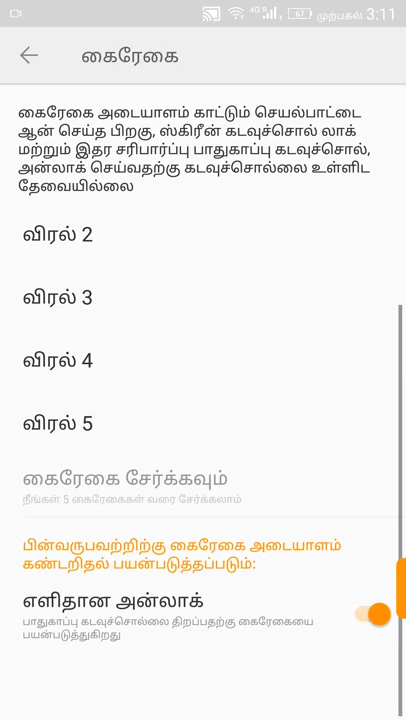 4G R 67 முற்பகல் 3:11
கைரேகை
கைரேகை அடையாளம் காட்டும் செயல்பாட்டை
ஆன் செய்த பிறகு, ஸ்கிரீன் கடவுச்சொல் லாக்
மற்றும் இதர சரிபார்ப்பு பாதுகாப்பு கடவுச்சொல்,
அன்லாக் செய்வதற்கு கடவுச்சொல்லை உள்ளிட
தேவையில்லை
விரல் 2
விரல் 3
விரல் 4
விரல் 5
கைரேகை சேர்க்கவும்
நீங்கள் 5 கைரேகைகள் வரை சேர்க்கலாம்
பின்வருபவற்றிற்கு கைரேகை அடையாளம்
கண்டறிதல் பயன்படுத்தப்படும்:
எளிதான அன்லாக்
பாதுகாப்பு கடவுச்சொல்லை திறப்பதற்கு கைரேகையை
பயன்படுத்துகிறது